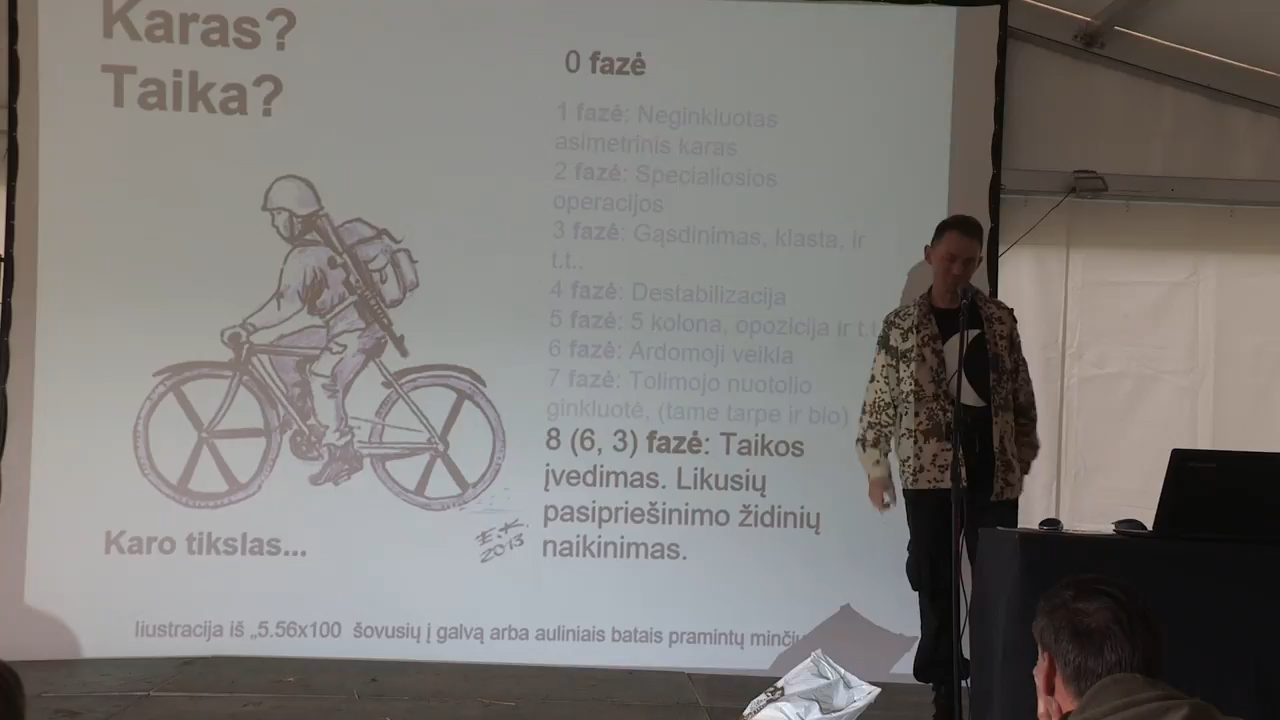 Karas?
Taika?
0 fazė
1 fazė: Neginkluotas
asimetrinis karas
2 fazė: Specialiosios
operacijos
3 fazė: Gąsdinimas, klasta, ir
t.t..
4 fazė: Destabilizacija
5 fazė: 5 kolona, opozicija ir t.t
6 fazė: Ardomoji veikla
7 fazė: Tolimojo nuotolio
ginkluotė, (tame tarpe ir bio)
8 (6, 3) fazė: Taikos
įvedimas. Likusių
pasipriešinimo židinių
naikinimas.
Karo tikslas...
E.K.
2013
Iiustracija iš „5.56x100 šovusių į galvą arba auliniais batais pramintų